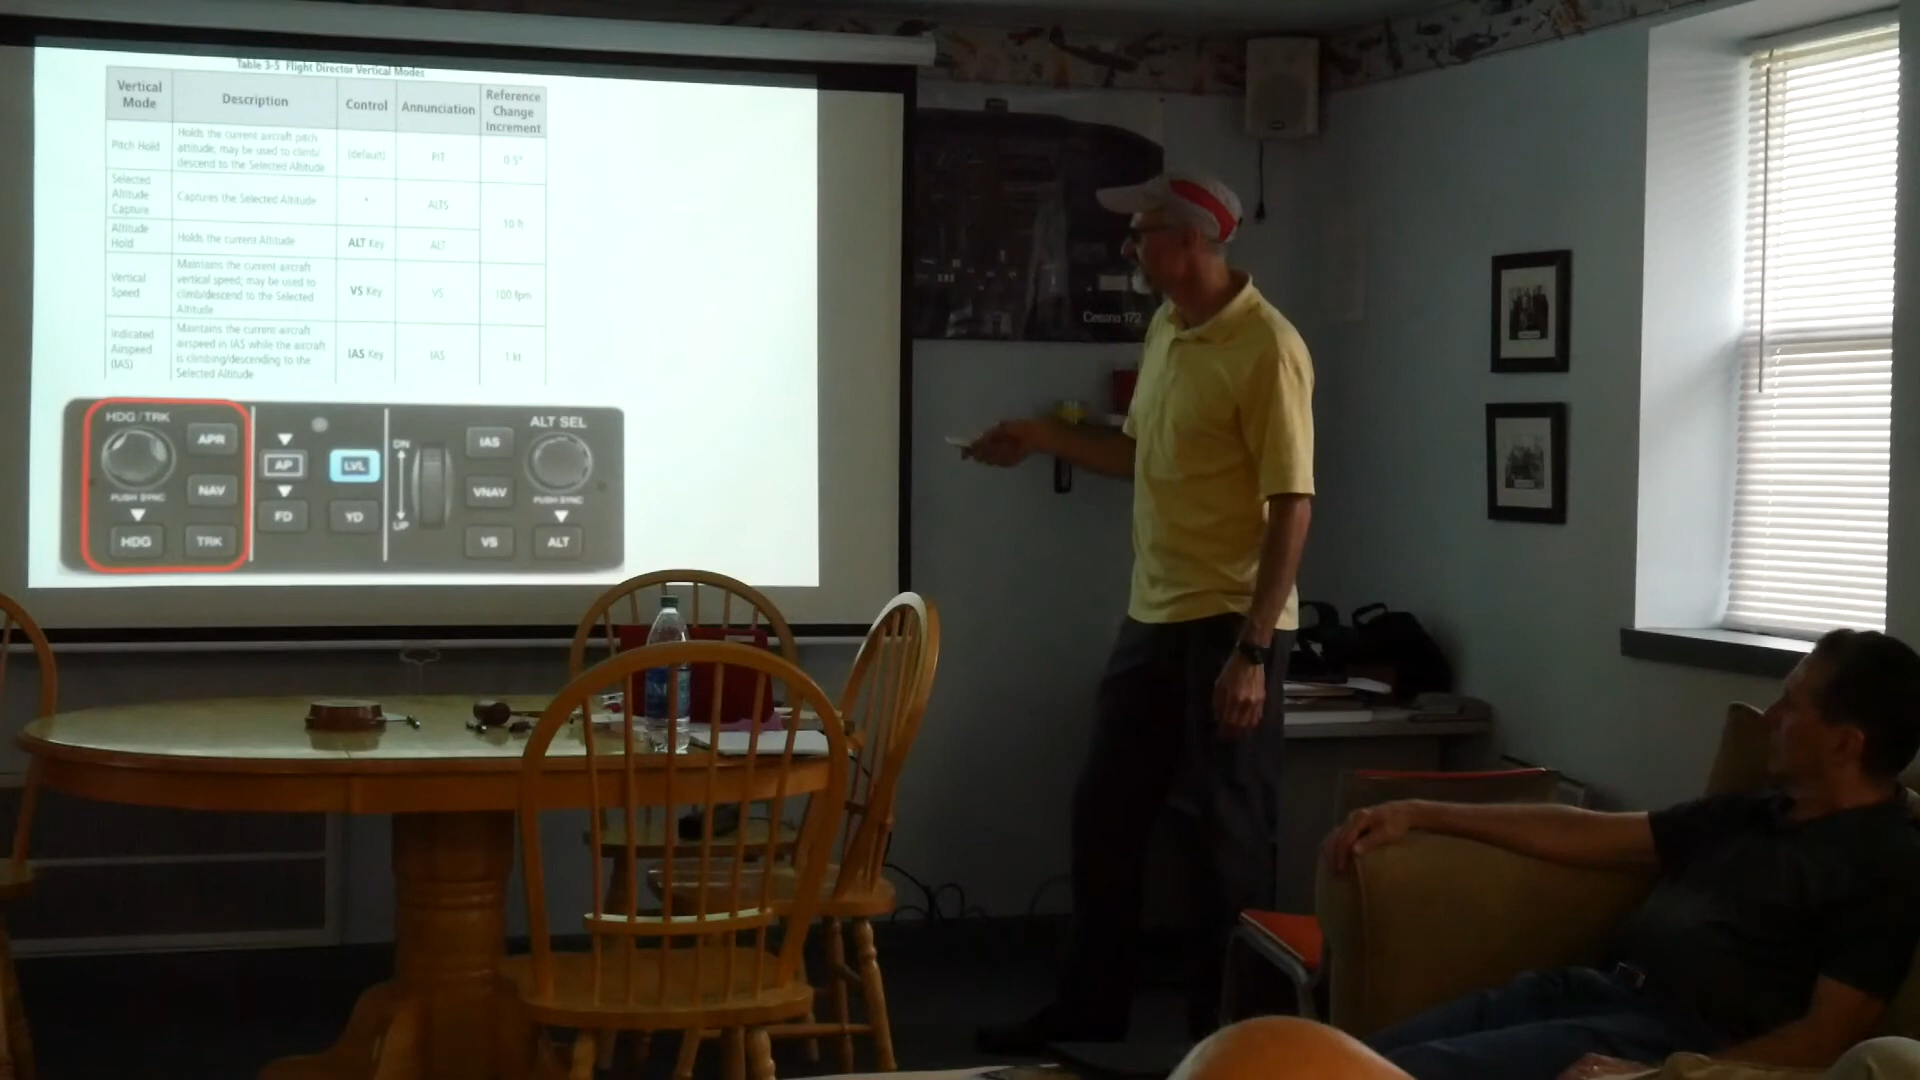 Table 3-5 Flight Director Vertical Modes
Vertical Mode
Description
Control
Annunciation
Reference Change Increment
Pitch Hold
Holds the current aircraft pitch
attitude; may be used to climb/
descend to the Selected Altitude
(default)
PIT
0.5°
Selected
Altitude
Capture
Captures the Selected Altitude
*
ALTS
10 ft
Altitude
Hold
Holds the current Altitude
ALT Key
ALT
Vertical
Speed
Maintains the current aircraft
vertical speed; may be used to
climb/descend to the Selected
Altitude
VS Key
VS
100 fpm
Indicated
Airspeed
(IAS)
Maintains the current aircraft
airspeed in IAS while the aircraft
is climbing/descending to the
Selected Altitude
IAS Key
IAS
1 kt
HDG / TRK
PUSH SYNC
APR
NAV
HDG
TRK
AP
LVL
FD
YD
DN
UP
IAS
VNAV
VS
ALT SEL
PUSH SYNC
ALT
Cessna 172